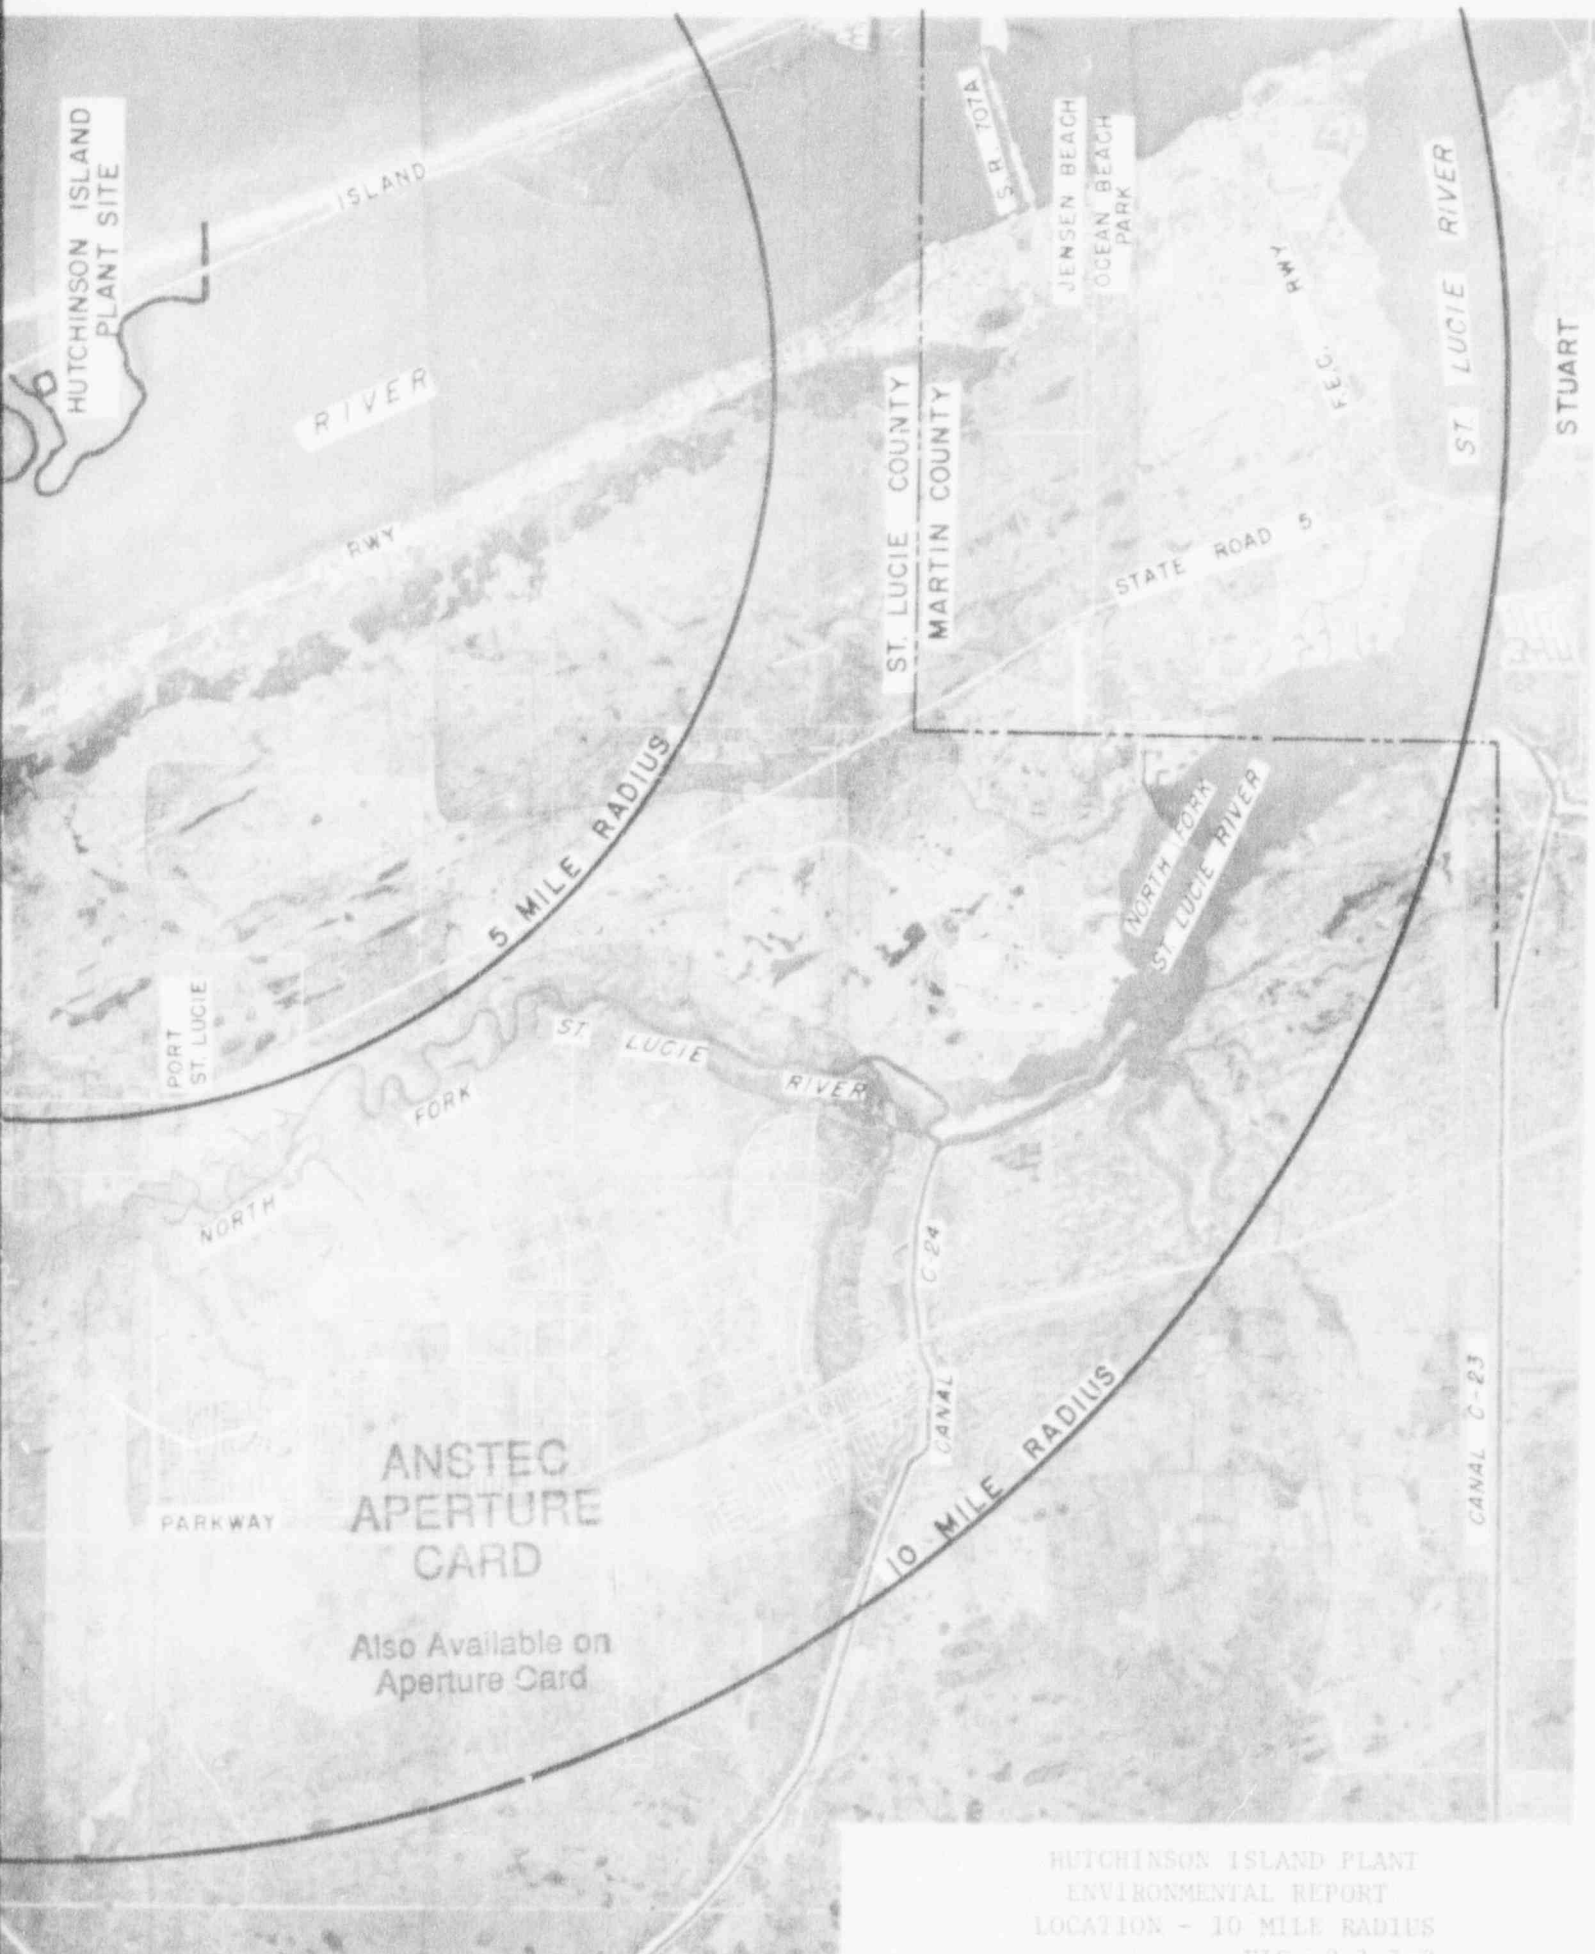 HUTCHINSON ISLAND
PLANT SITE
ISLAND
RIVER
RWY
S.R. 707A
JENSEN BEACH
OCEAN BEACH
PARK
RWY
F.E.C.
ST LUCIE RIVER
STUART
ST. LUCIE COUNTY
MARTIN COUNTY
STATE ROAD 5
5 MILE RADIUS
NORTH FORK
ST. LUCIE RIVER
PORT
ST. LUCIE
NORTH FORK ST. LUCIE RIVER
C-24
CANAL
10 MILE RADIUS
CANAL C-23
PARKWAY
ANSTEC
APERTURE
CARD
Also Available on
Aperture Card
HUTCHINSON ISLAND PLANT
ENVIRONMENTAL REPORT
LOCATION - 10 MILE RADIUS